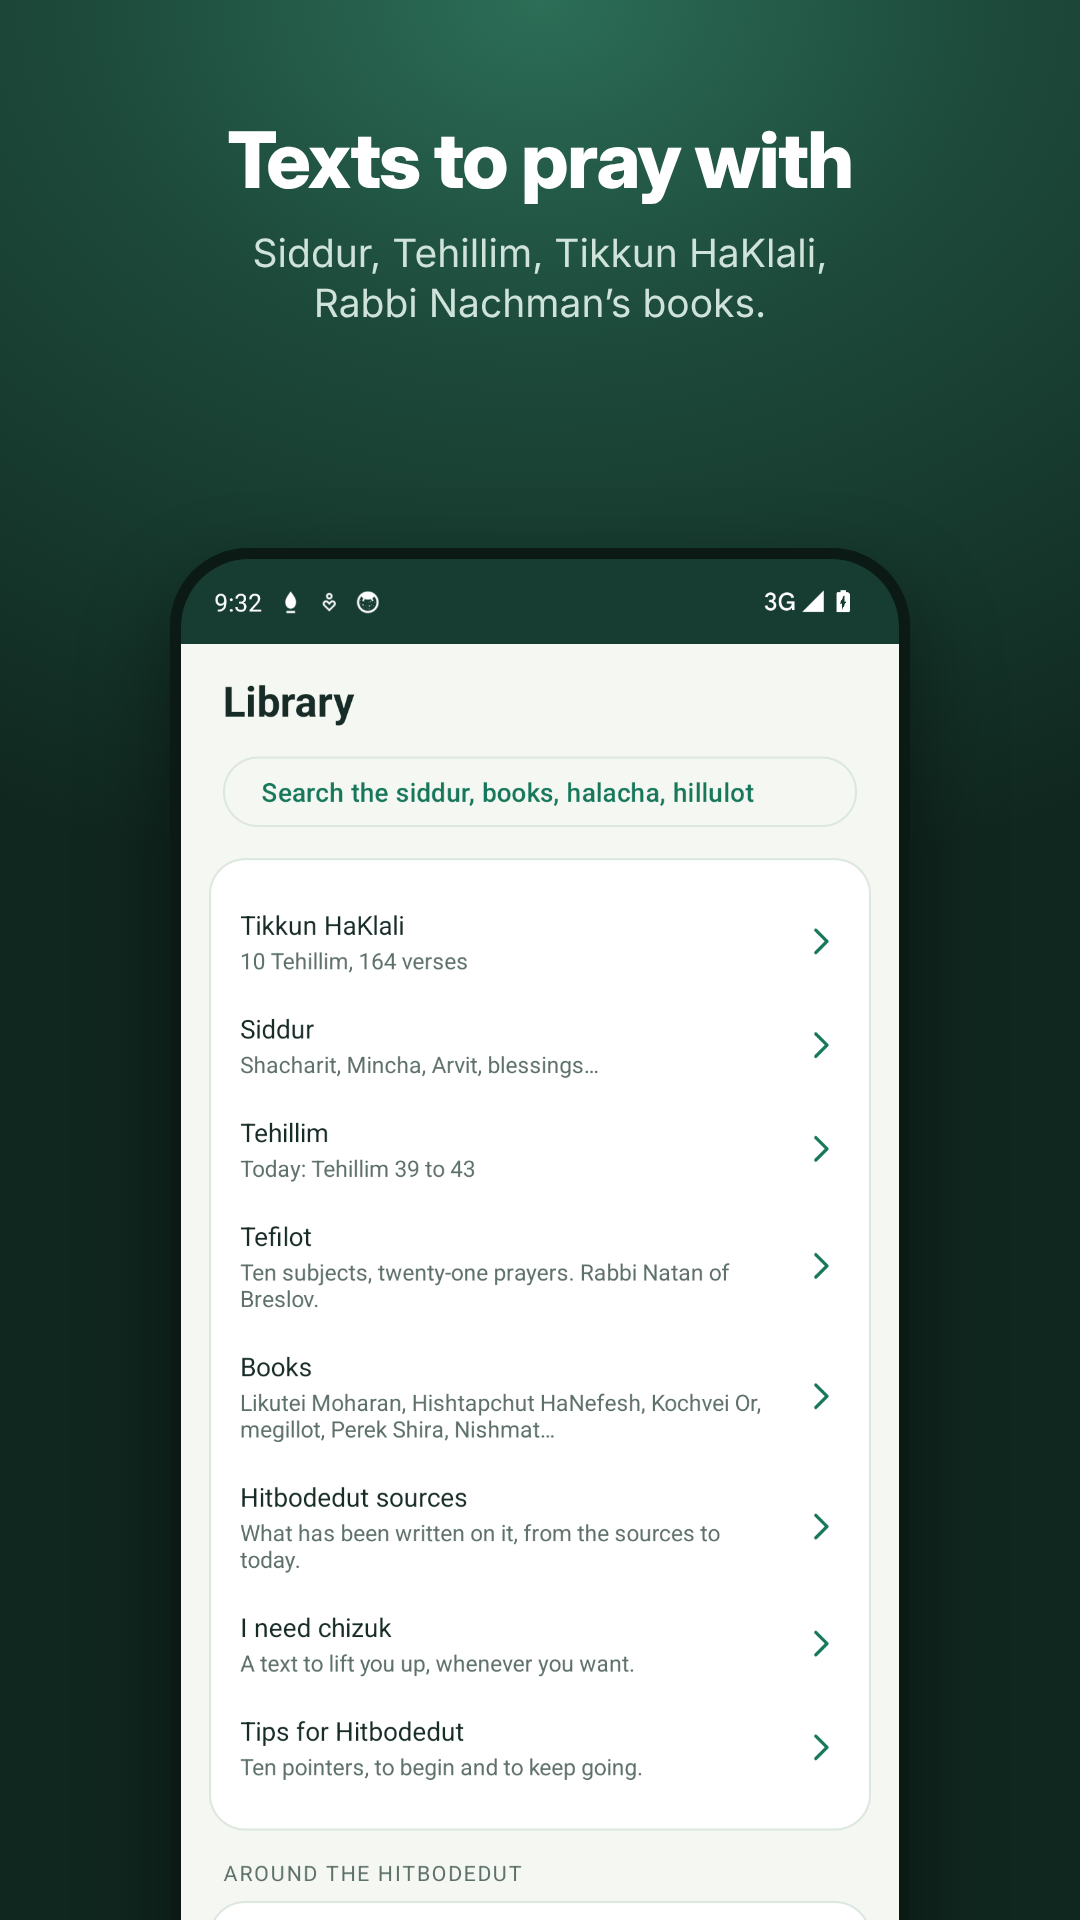 Texts to pray with
Siddur, Tehillim, Tikkun HaKlali,
Rabbi Nachman’s books.
9:32
3G
Library
Search the siddur, books, halacha, hillulot
Tikkun HaKlali
10 Tehillim, 164 verses
Siddur
Shacharit, Mincha, Arvit, blessings…
Tehillim
Today: Tehillim 39 to 43
Tefilot
Ten subjects, twenty-one prayers. Rabbi Natan of
Breslov.
Books
Likutei Moharan, Hishtapchut HaNefesh, Kochvei Or,
megillot, Perek Shira, Nishmat…
Hitbodedut sources
What has been written on it, from the sources to
today.
I need chizuk
A text to lift you up, whenever you want.
Tips for Hitbodedut
Ten pointers, to begin and to keep going.
AROUND THE HITBODEDUT